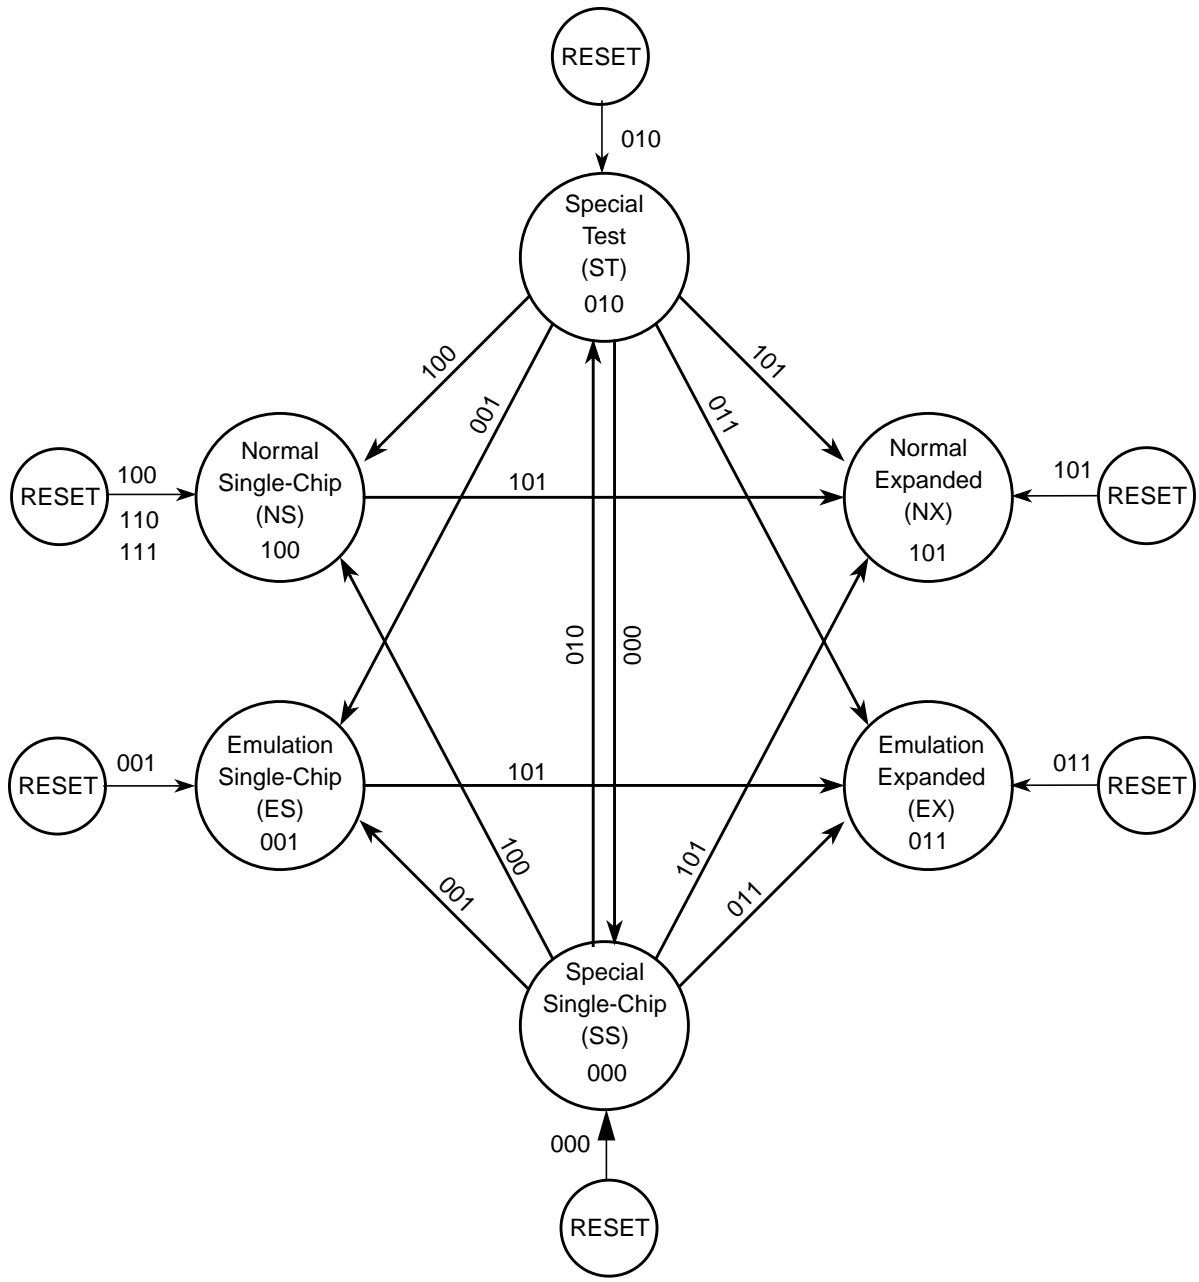 RESET
010
Special
Test
(ST)
010
100
001
101
011
Normal
Single-Chip
(NS)
100
RESET
100
110
111
101
Normal
Expanded
(NX)
101
101
RESET
010
000
Emulation
Single-Chip
(ES)
001
RESET
001
101
Emulation
Expanded
(EX)
011
011
RESET
001
100
101
011
Special
Single-Chip
(SS)
000
000
RESET